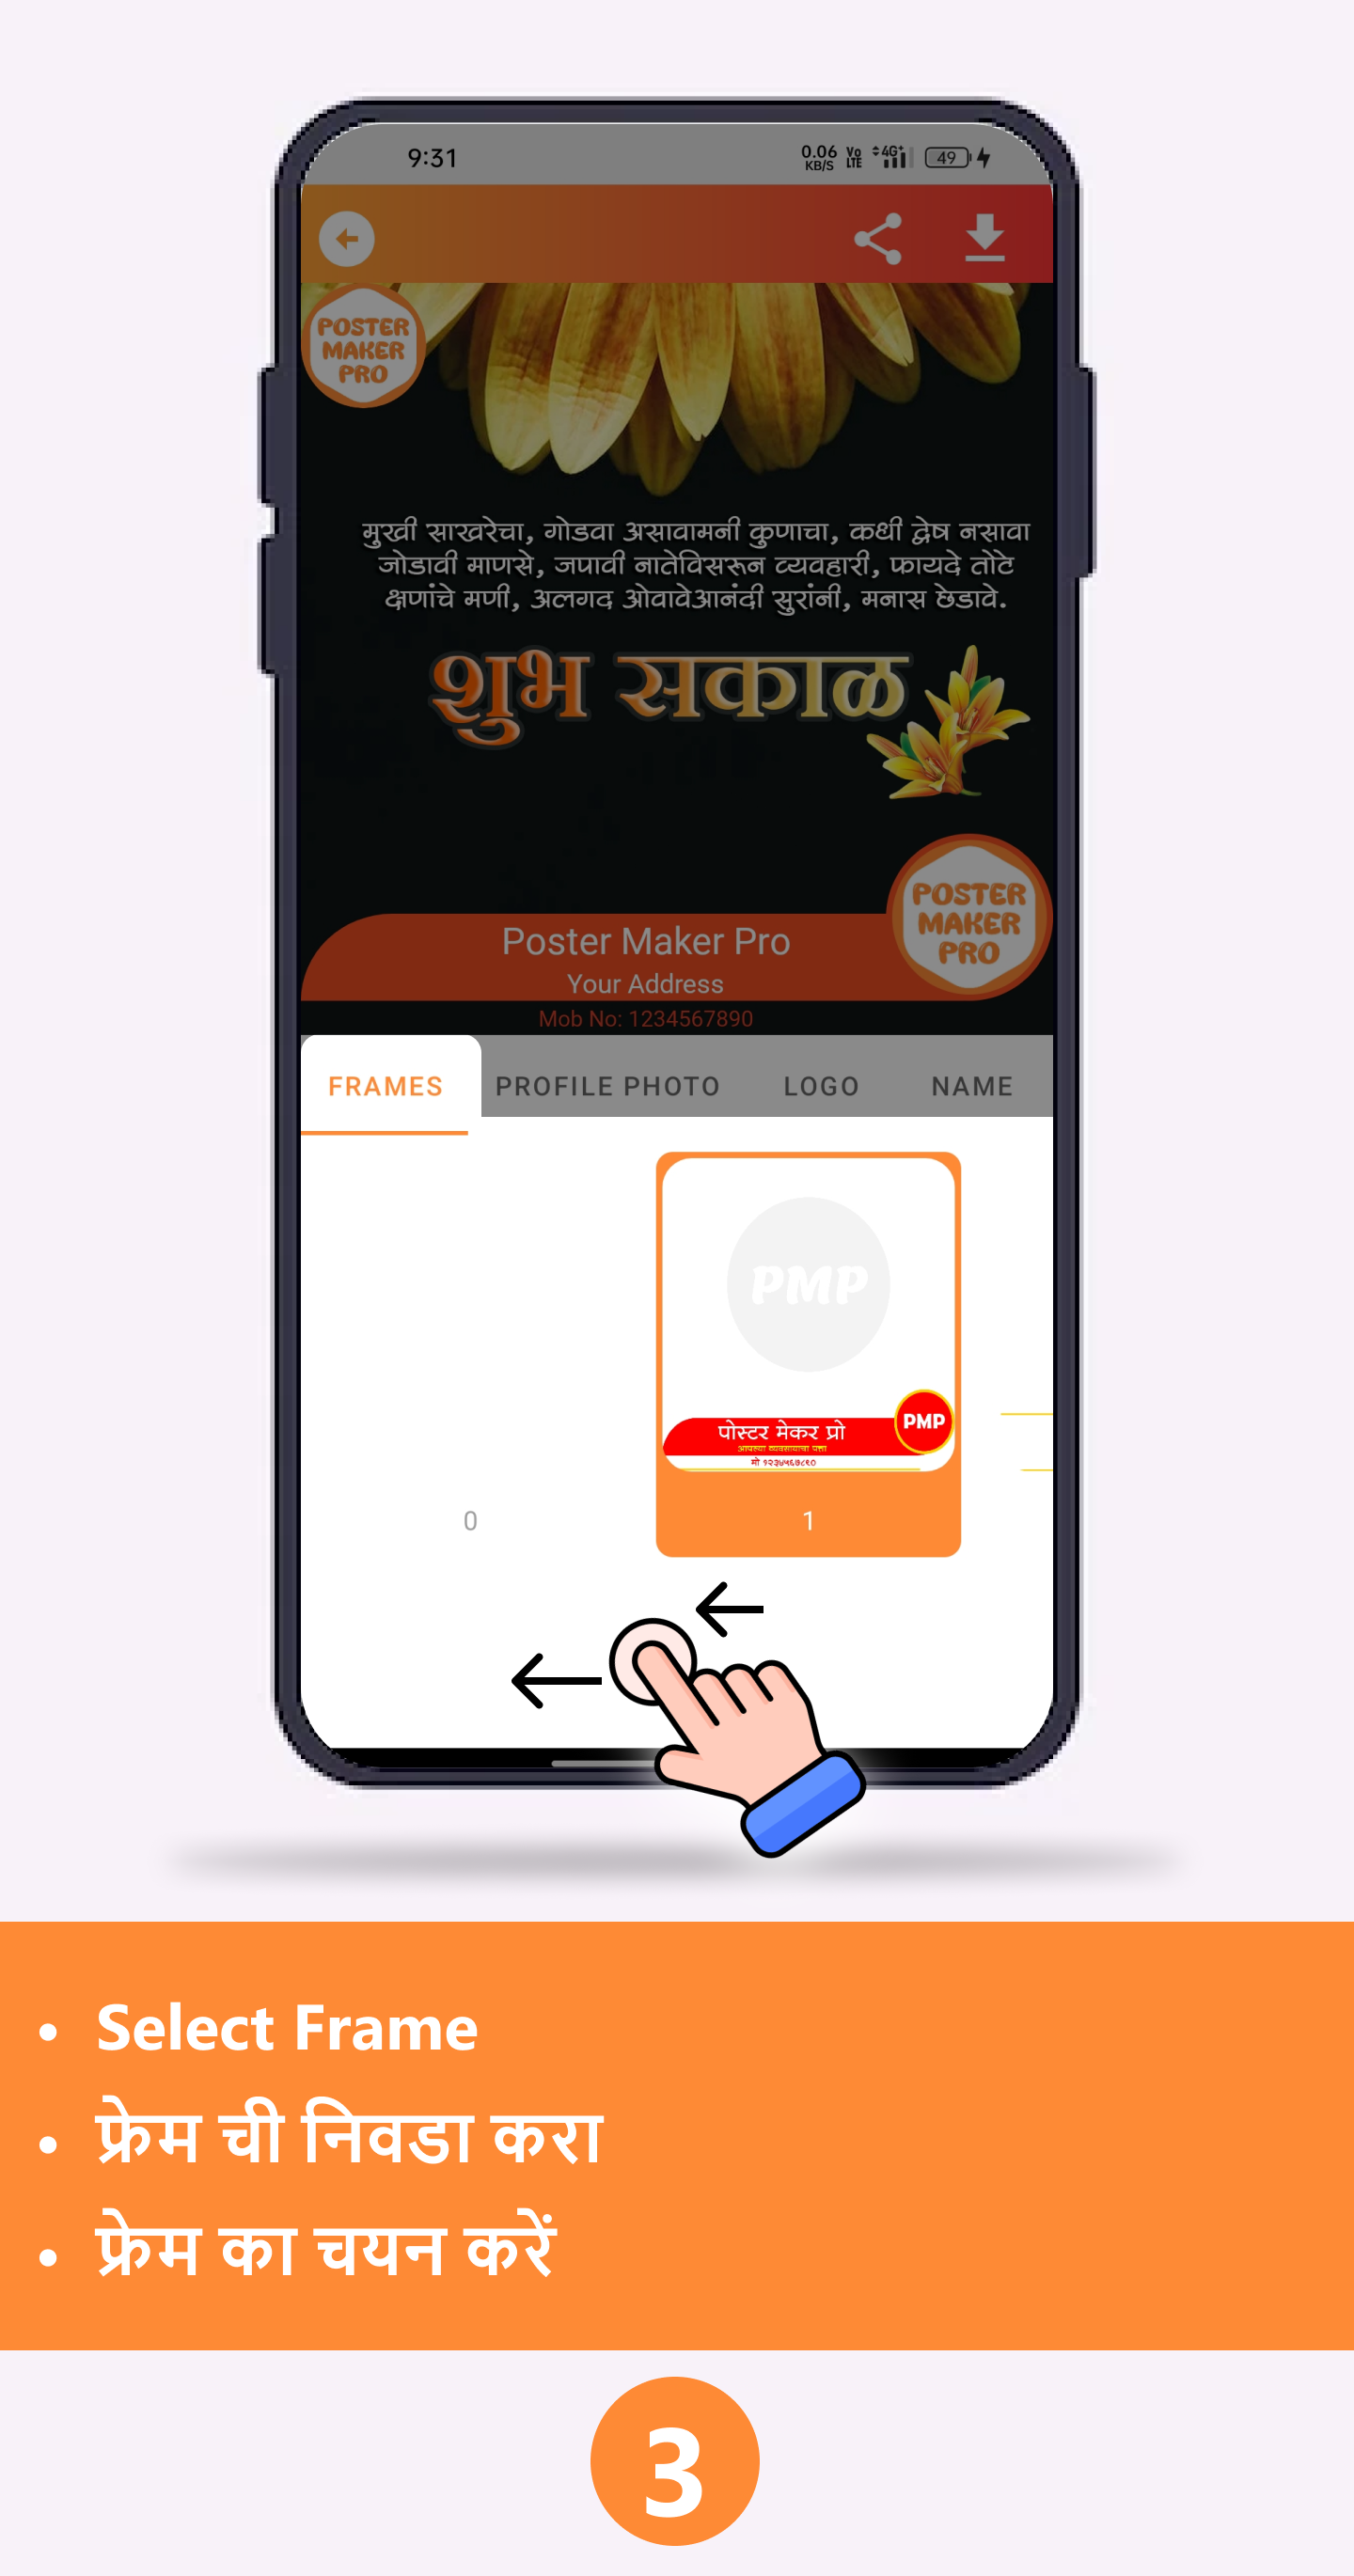 9:31
0.06 KB/S Vo LTE 4G+ 49
POSTER
MAKER
PRO
मुखी साखरेचा, गोडवा असावामनी कुणाचा, कधी द्वेष नसावा
जोडावी माणसे, जपावी नातेविसरून व्यवहारी, फायदे तोटे
क्षणांचे मणी, अलगद ओवावेआनंदी सुरांनी, मनास छेडावे.
शुभ सकाळ
POSTER
MAKER
PRO
Poster Maker Pro
Your Address
Mob No: 1234567890
FRAMES PROFILE PHOTO LOGO NAME
PMP
पोस्टर मेकर प्रो
PMP
आपल्या व्यवसायाचा पत्ता
मो १२३४५६७८९०
0 1
• Select Frame
• फ्रेम ची निवडा करा
• फ्रेम का चयन करें
3